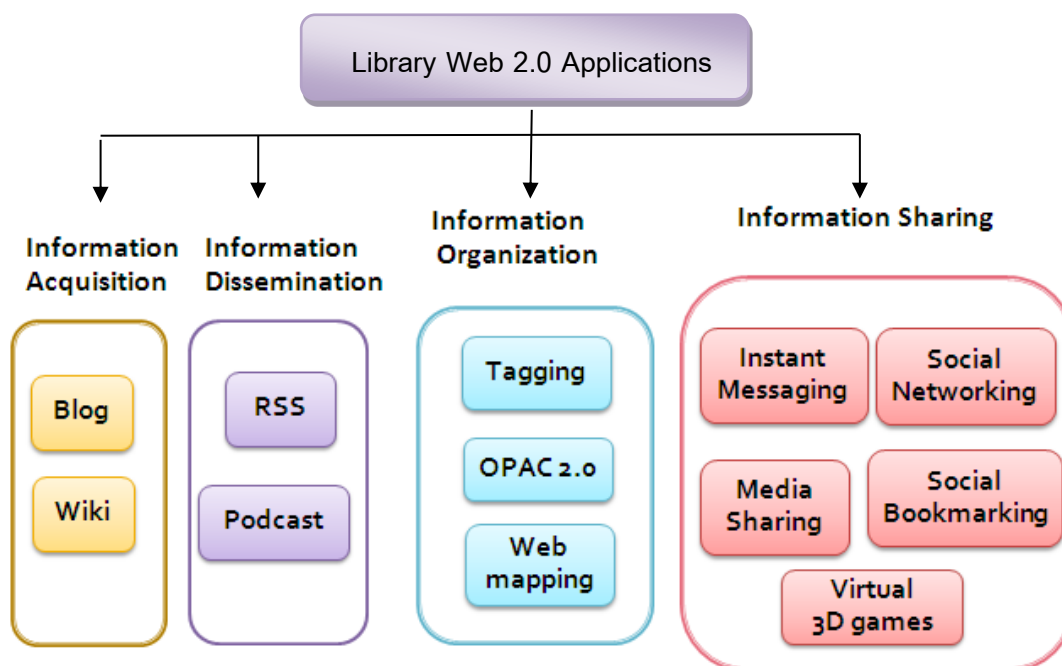 Library Web 2.0 Applications
Information
Acquisition
Blog
Wiki
Information
Dissemination
RSS
Podcast
Information
Organization
Tagging
OPAC 2.0
Web
mapping
Information Sharing
Instant
Messaging
Social
Networking
Media
Sharing
Social
Bookmarking
Virtual
3D games